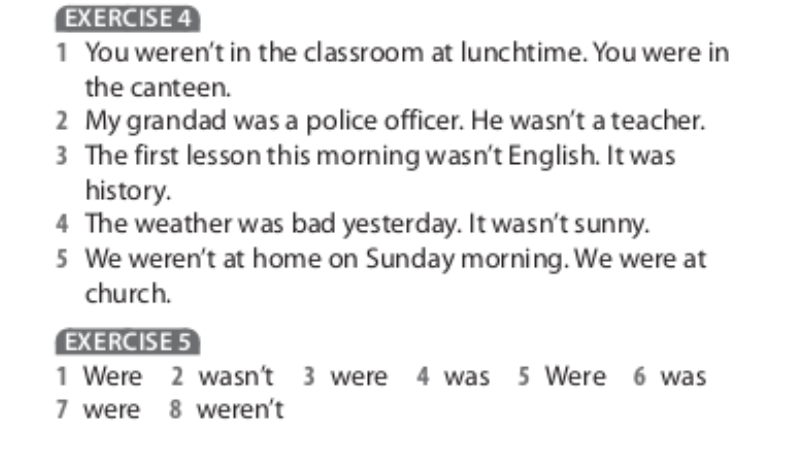 EXERCISE 4
1 You weren't in the classroom at lunchtime. You were in
the canteen.
2 My grandad was a police officer. He wasn't a teacher.
3 The first lesson this morning wasn't English. It was
history.
4 The weather was bad yesterday. It wasn't sunny.
5 We weren't at home on Sunday morning. We were at
church.
EXERCISE 5
1 Were 2 wasn't 3 were 4 was 5 Were 6 was
7 were 8 weren't